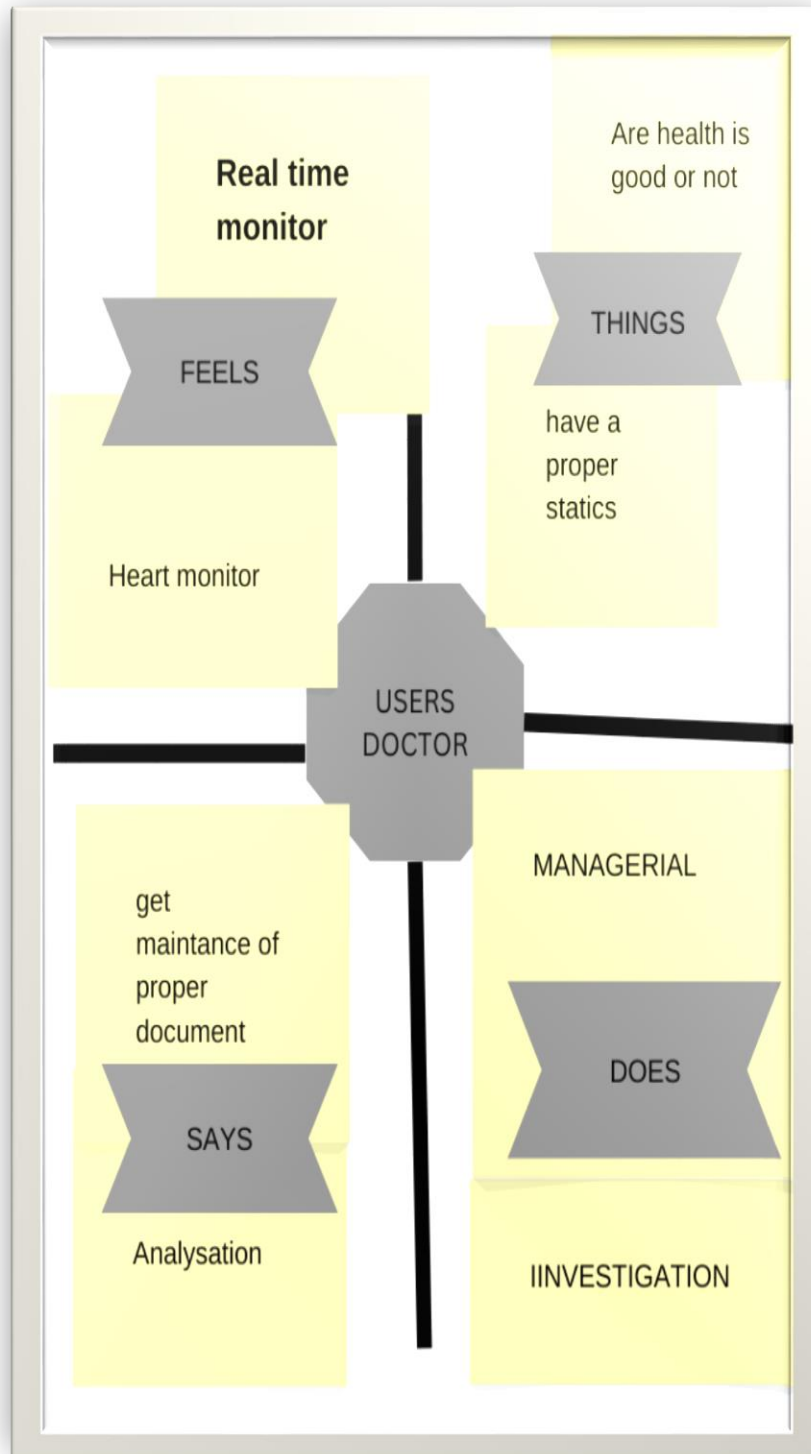 Real time
monitor
FEELS
Heart monitor
Are health is
good or not
THINGS
have a
proper
statics
USERS
DOCTOR
get
maintance of
proper
document
SAYS
Analysation
MANAGERIAL
DOES
IINVESTIGATION